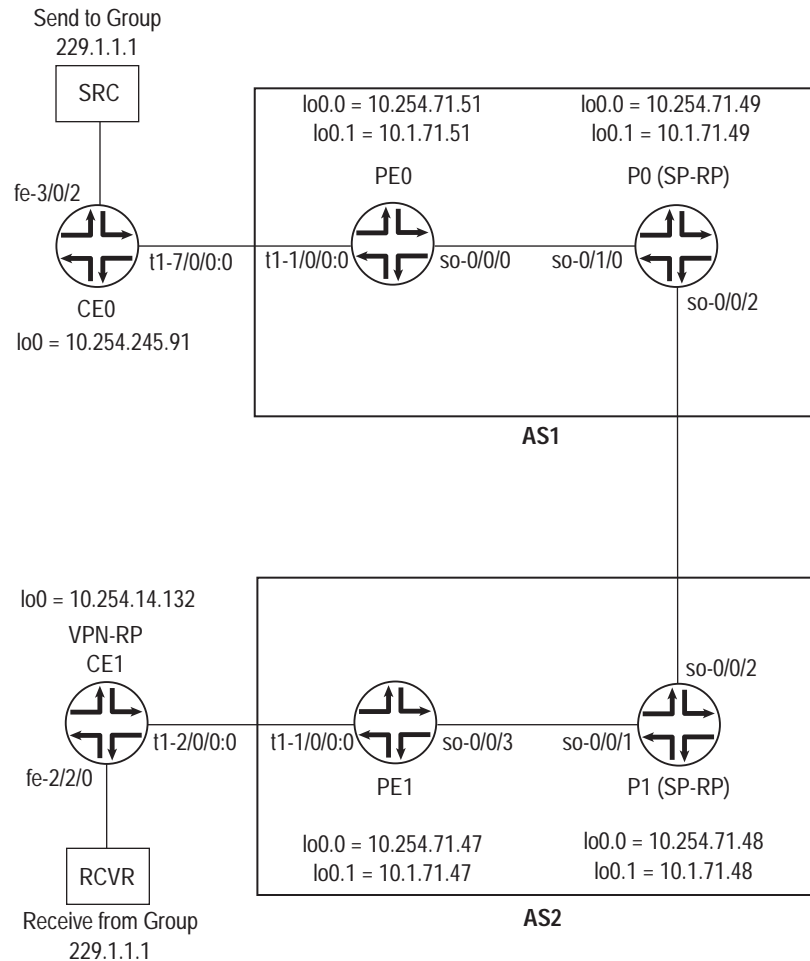 Send to Group
229.1.1.1
SRC
lo0.0 = 10.254.71.51
lo0.1 = 10.1.71.51
lo0.0 = 10.254.71.49
lo0.1 = 10.1.71.49
PE0
P0 (SP-RP)
fe-3/0/2
t1-7/0/0:0
t1-1/0/0:0
so-0/0/0
so-0/1/0
so-0/0/2
CE0
lo0 = 10.254.245.91
AS1
lo0 = 10.254.14.132
VPN-RP
CE1
so-0/0/2
t1-2/0/0:0
t1-1/0/0:0
so-0/0/3
so-0/0/1
fe-2/2/0
PE1
P1 (SP-RP)
RCVR
lo0.0 = 10.254.71.47
lo0.1 = 10.1.71.47
lo0.0 = 10.254.71.48
lo0.1 = 10.1.71.48
Receive from Group
229.1.1.1
AS2